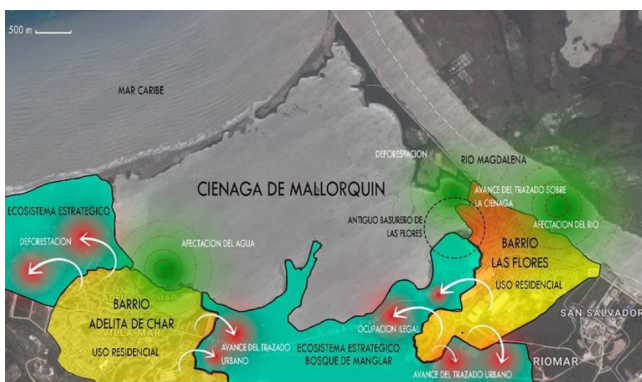 500 m
MAR CARIBE
DEFORESTACION
RIO MAGDALENA
CIENAGA DE MALLORQUIN
AVANCE DEL TRAZADO SOBRE
LA CIENAGA
ECOSISTEMA ESTRATEGICO
ANTIGUO BASURERO DE
LAS FLORES
AFECTACION DEL RIO
DEFORESTACION
AFECTACION DEL AGUA
BARRIO
LAS FLORES
USO RESIDENCIAL
BARRIO
ADELITA DE CHAR
VILLA MAR
USO RESIDENCIAL
SAN SALVADOR
OCUPACION ILEGAL
AVANCE DEL TRAZADO
URBANO
ECOSISTEMA ESTRATEGICO
BOSQUE DE MANGLAR
RIOMAR
AVANCE DEL TRAZADO URBANO